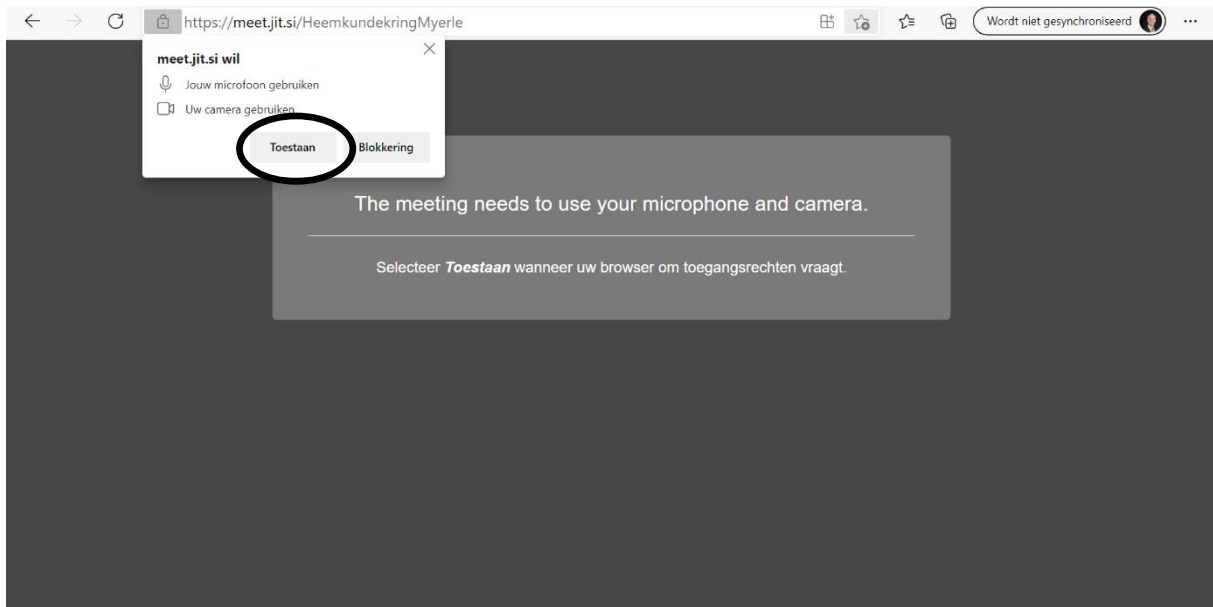 https://meet.jit.si/HeemkundekringMyerle
Wordt niet gesynchroniseerd
meet.jit.si wil
Jouw microfoon gebruiken
Uw camera gebruiken
Toestaan
Blokkering
The meeting needs to use your microphone and camera.
Selecteer Toestaan wanneer uw browser om toegangsrechten vraagt.